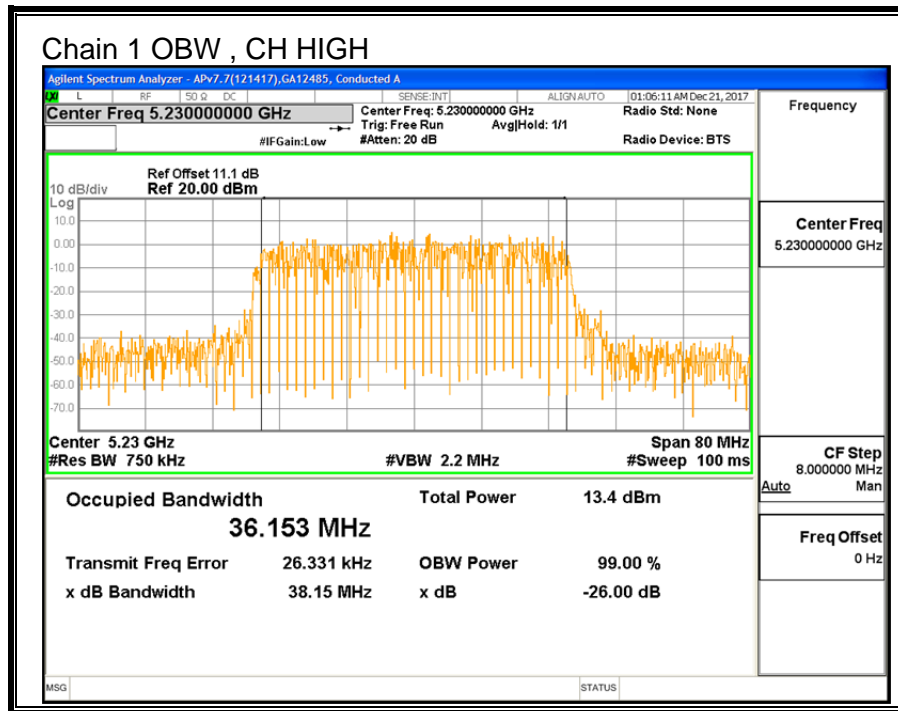 Chain 1 OBW , CH HIGH
Agilent Spectrum Analyzer - APv7.7(121417),GA12485, Conducted A
LXI L RF 50 Ω DC SENSE:INT ALIGN AUTO 01:06:11 AM Dec 21, 2017
Center Freq 5.230000000 GHz
Center Freq: 5.230000000 GHz
Radio Std: None
Trig: Free Run Avg|Hold: 1/1
#IFGain:Low
#Atten: 20 dB
Radio Device: BTS
Ref Offset 11.1 dB
10 dB/div Ref 20.00 dBm
Log
10.0
0.00
-10.0
-20.0
-30.0
-40.0
-50.0
-60.0
-70.0
Center 5.23 GHz Span 80 MHz
#Res BW 750 kHz #VBW 2.2 MHz #Sweep 100 ms
Occupied Bandwidth Total Power 13.4 dBm
36.153 MHz
Transmit Freq Error 26.331 kHz OBW Power 99.00 %
x dB Bandwidth 38.15 MHz x dB -26.00 dB
MSG STATUS
Frequency
Center Freq
5.230000000 GHz
CF Step
8.000000 MHz
Auto Man
Freq Offset
0 Hz